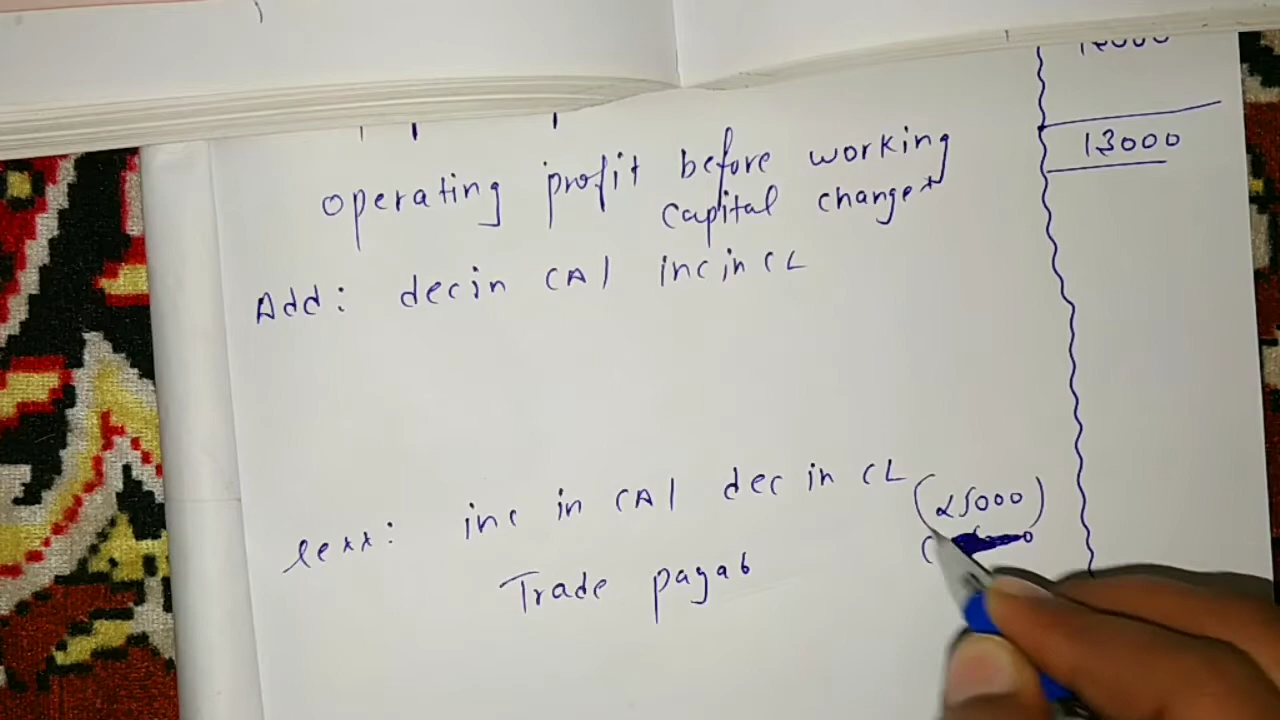 13000
operating profit before working
capital changes
Add: dec in CA / inc in CL
less: inc in CA / dec in CL (25000)
Trade payab